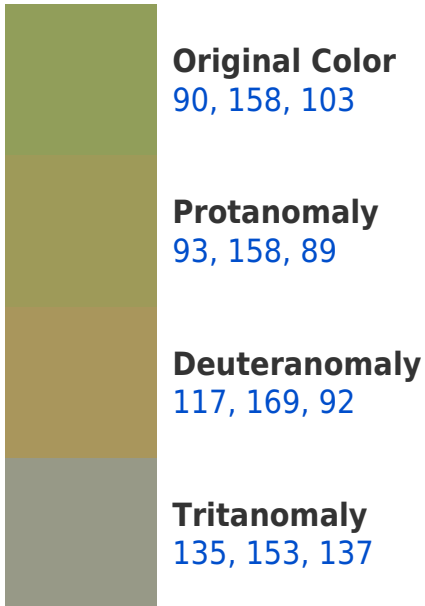 Original Color
90, 158, 103
Protanomaly
93, 158, 89
Deuteranomaly
117, 169, 92
Tritanomaly
135, 153, 137